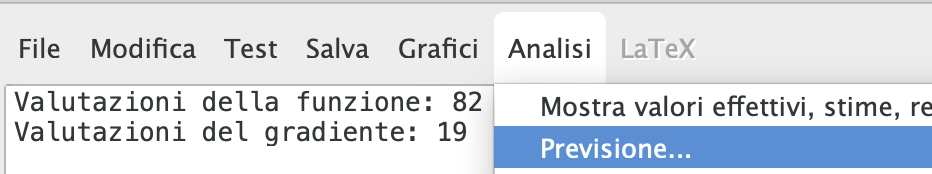 File Modifica Test Salva Grafici Analisi LaTeX
Valutazioni della funzione: 82
Valutazioni del gradiente: 19
Mostra valori effettivi, stime,
Previsione...